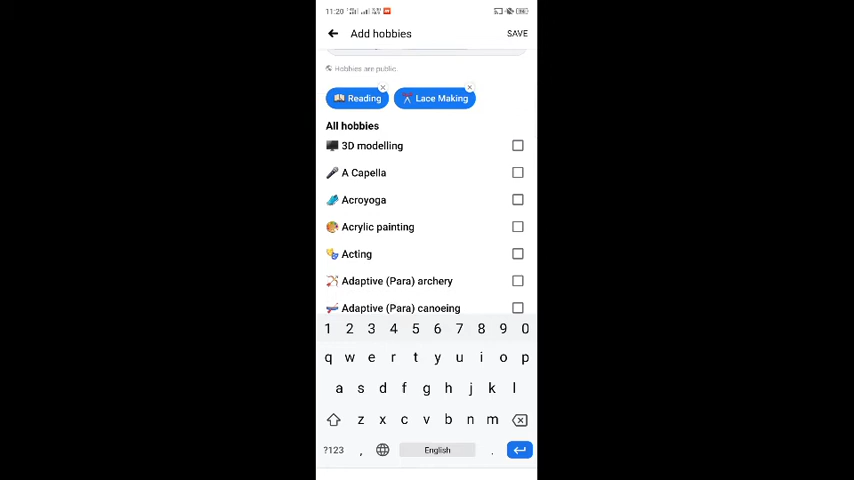 11:20
Add hobbies
SAVE
Hobbies are public.
Reading
Lace Making
All hobbies
3D modelling
A Capella
Acroyoga
Acrylic painting
Acting
Adaptive (Para) archery
Adaptive (Para) canoeing
1 2 3 4 5 6 7 8 9 0
q w e r t y u i o p
a s d f g h j k l
z x c v b n m
?123 , English .